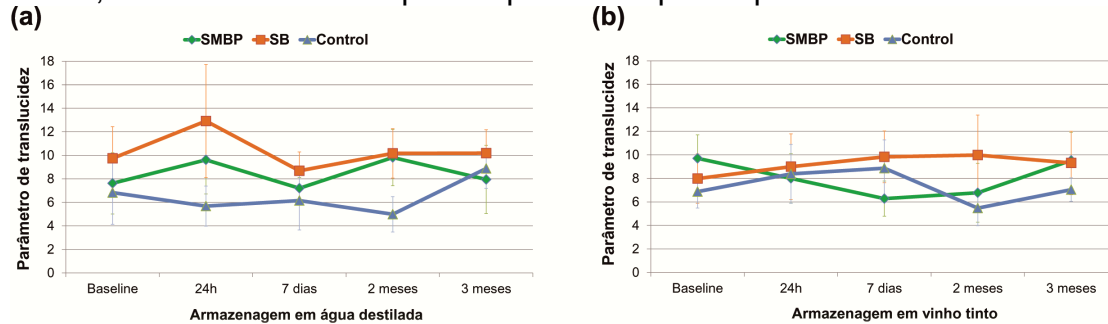 (a)
SMBP SB Control
Parâmetro de translucidez
18
16
14
12
10
8
6
4
2
0
Baseline 24h 7 dias 2 meses 3 meses
Armazenagem em água destilada
(b)
SMBP SB Control
Parâmetro de translucidez
18
16
14
12
10
8
6
4
2
0
Baseline 24h 7 dias 2 meses 3 meses
Armazenagem em vinho tinto